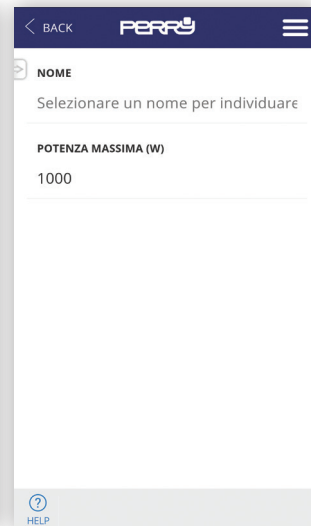 BACK
PERRY
NOME
Selezionare un nome per individuare
POTENZA MASSIMA (W)
1000
?
HELP